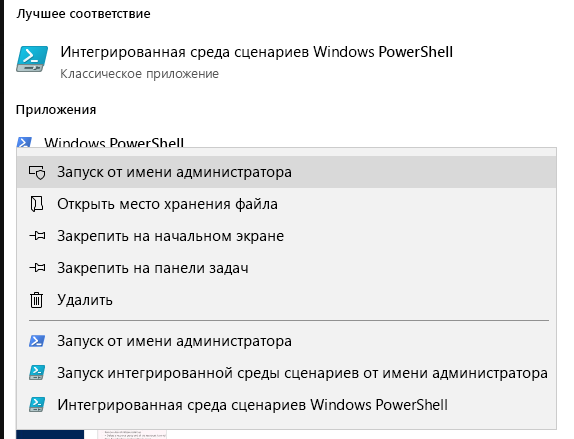 Лучшее соответствие
Интегрированная среда сценариев Windows PowerShell
Классическое приложение
Приложения
Windows PowerShell
Запуск от имени администратора
Открыть место хранения файла
Закрепить на начальном экране
Закрепить на панели задач
Удалить
Запуск от имени администратора
Запуск интегрированной среды сценариев от имени администратора
Интегрированная среда сценариев Windows PowerShell